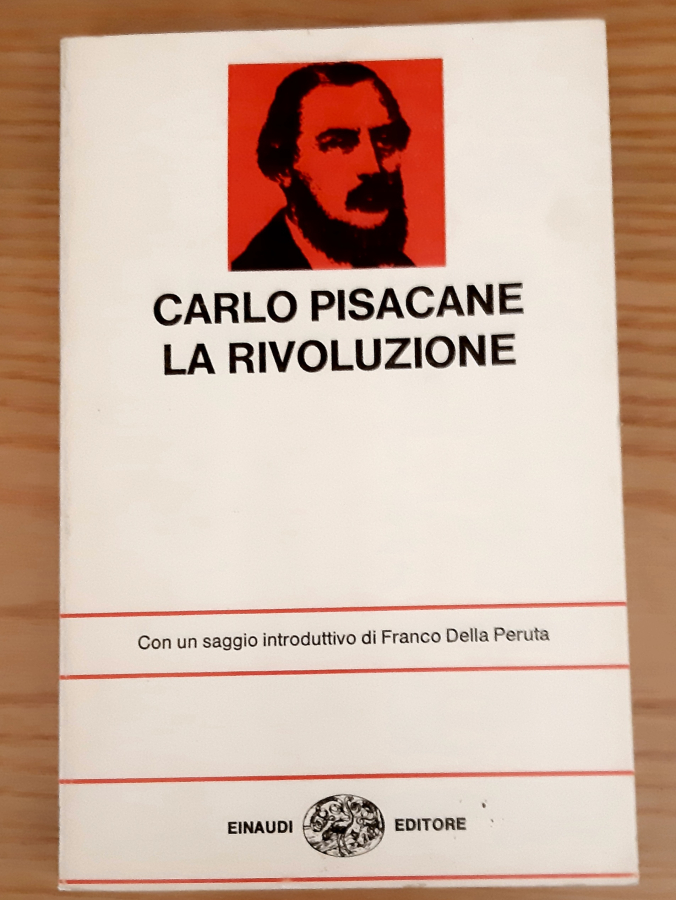 CARLO PISACANE
LA RIVOLUZIONE
Con un saggio introduttivo di Franco Della Peruta
EINAUDI EDITORE